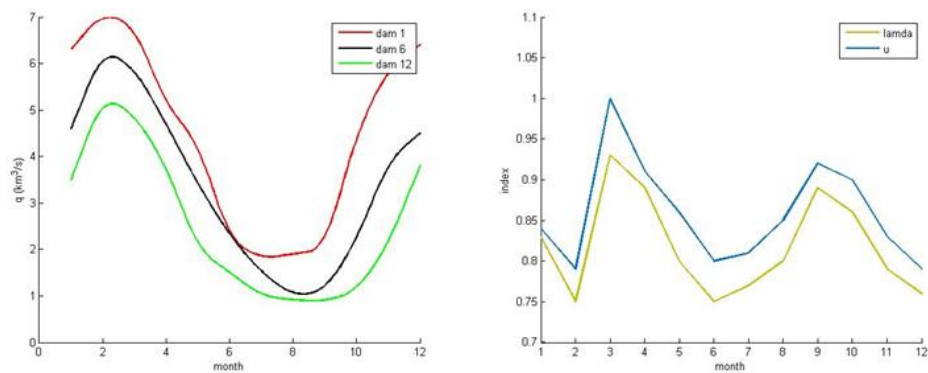 7
6
5
4
3
2
1
0
q (km³/s)
0 2 4 6 8 10 12
month
dam 1
dam 6
dam 12
1.1
1.05
1
0.95
0.9
0.85
0.8
0.75
0.7
index
1 2 3 4 5 6 7 8 9 10 11 12
month
lamda
u